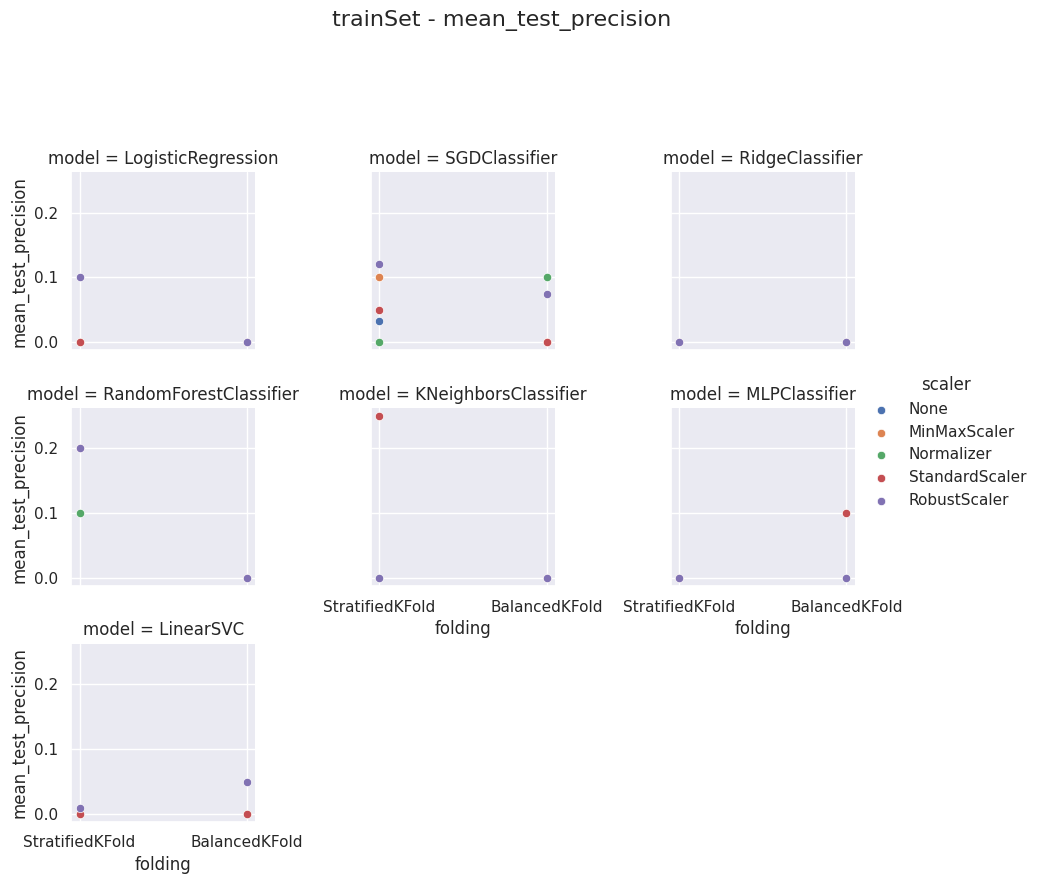 trainSet - mean_test_precision
model = LogisticRegression
model = SGDClassifier
model = RidgeClassifier
mean_test_precision
0.2
0.1
0.0
model = RandomForestClassifier
model = KNeighborsClassifier
model = MLPClassifier
mean_test_precision
0.2
0.1
0.0
StratifiedKFold
BalancedKFold
folding
StratifiedKFold
BalancedKFold
folding
scaler
None
MinMaxScaler
Normalizer
StandardScaler
RobustScaler
model = LinearSVC
mean_test_precision
0.2
0.1
0.0
StratifiedKFold
BalancedKFold
folding